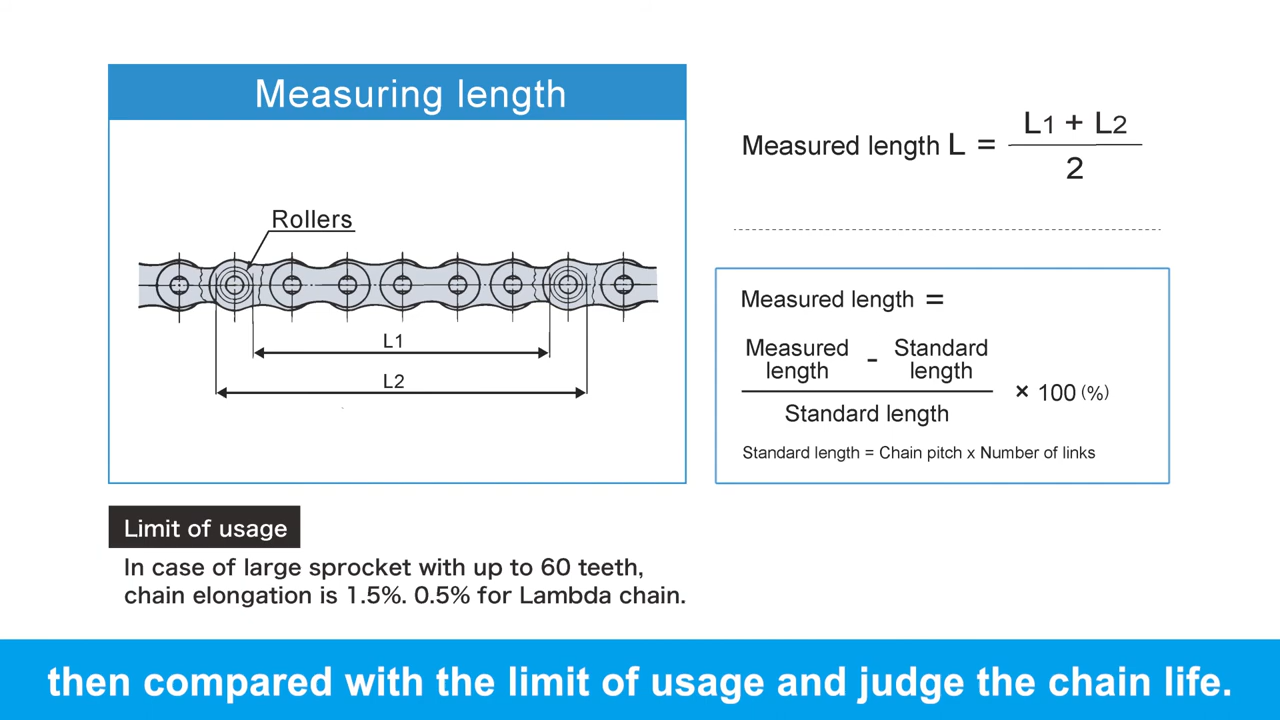 Measuring length
Rollers
L1
L2
Measured length L = L1 + L2
2
Measured length =
Measured length - Standard length
Standard length
× 100 (%)
Standard length = Chain pitch x Number of links
Limit of usage
In case of large sprocket with up to 60 teeth,
chain elongation is 1.5%. 0.5% for Lambda chain.
then compared with the limit of usage and judge the chain life.